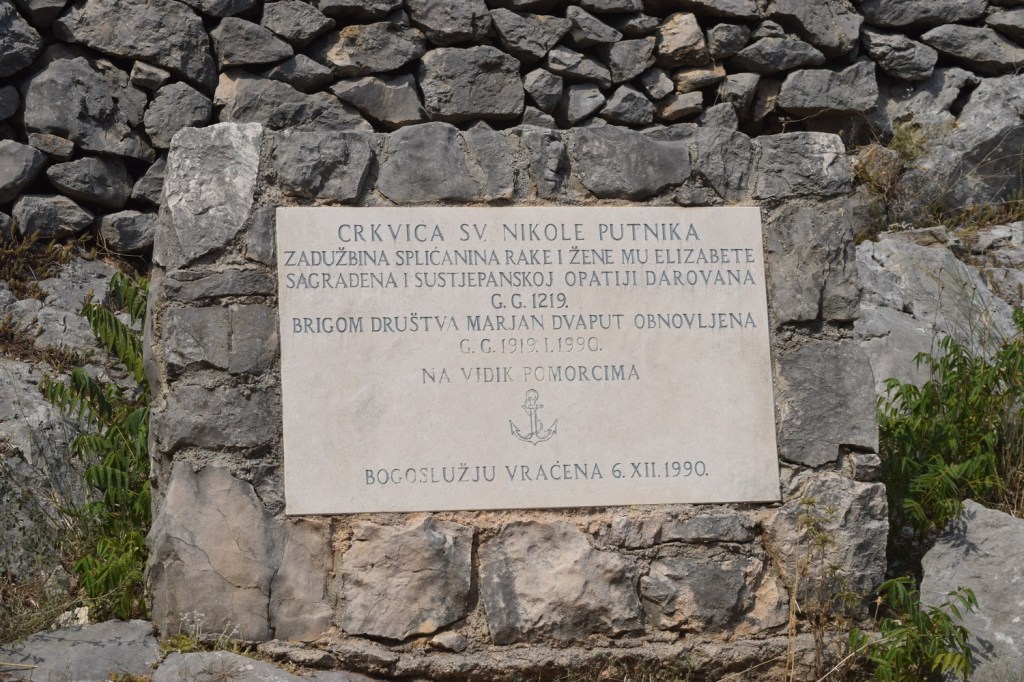 CRKVICA SV. NIKOLE PUTNIKA
ZADUŽBINA SPLIĆANINA RAKE I ŽENE MU ELIZABETE
SAGRAĐENA I SUSTJEPANSKOJ OPATIJI DAROVANA
G. G. 1219.
BRIGOM DRUŠTVA MARJAN DVAPUT OBNOVLJENA
G. G. 1919. I. 1990.
NA VIDIK POMORCIMA
BOGOSLUŽJU VRAĆENA 6. XII. 1990.